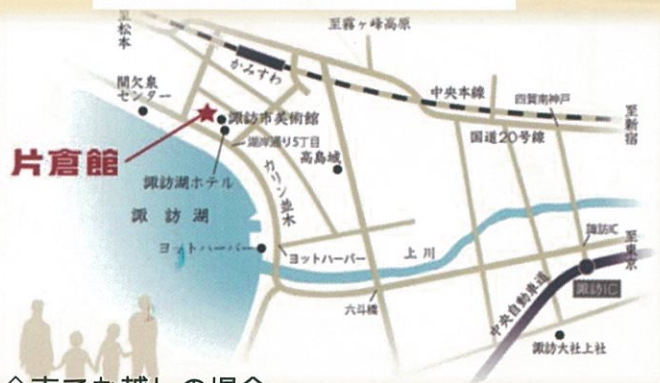 至松本
至霧ヶ峰高原
かみすわ
間欠泉
センター
中央本線
四賀南神戸
至新宿
諏訪市美術館
国道20号線
湖岸通り5丁目
高島城
片倉館
諏訪湖ホテル
カリン並木
諏訪湖
ヨットハーバー
ヨットハーバー
上川
諏訪IC
至東京
六斗橋
中央自動車道
諏訪IC
諏訪大社上社